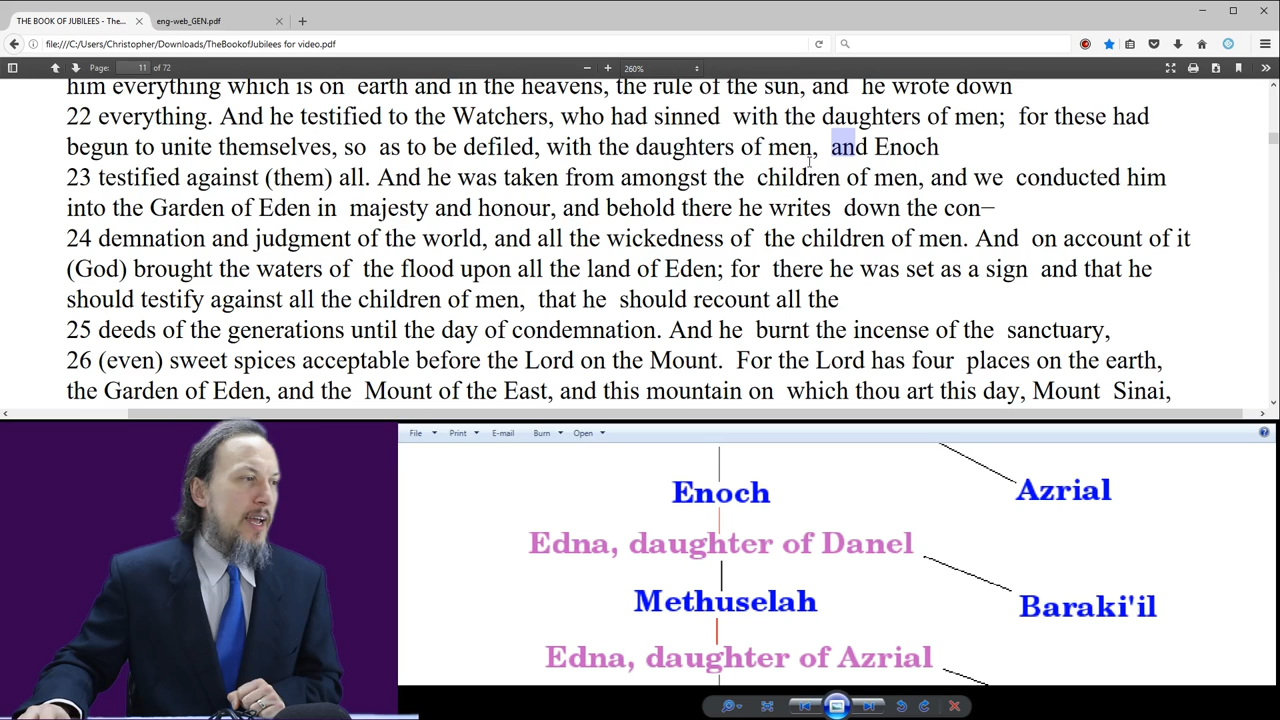 THE BOOK OF JUBILEES - The...
eng-web_GEN.pdf
file:///C:/Users/Christopher/Downloads/TheBookofJubilees for video.pdf
Page: 11 of 72
260%
him everything which is on earth and in the heavens, the rule of the sun, and he wrote down
22 everything. And he testified to the Watchers, who had sinned with the daughters of men; for these had
begun to unite themselves, so as to be defiled, with the daughters of men, and Enoch
23 testified against (them) all. And he was taken from amongst the children of men, and we conducted him
into the Garden of Eden in majesty and honour, and behold there he writes down the con–
24 demnation and judgment of the world, and all the wickedness of the children of men. And on account of it
(God) brought the waters of the flood upon all the land of Eden; for there he was set as a sign and that he
should testify against all the children of men, that he should recount all the
25 deeds of the generations until the day of condemnation. And he burnt the incense of the sanctuary,
26 (even) sweet spices acceptable before the Lord on the Mount. For the Lord has four places on the earth,
the Garden of Eden, and the Mount of the East, and this mountain on which thou art this day, Mount Sinai,
File Print E-mail Burn Open
Enoch
Azrial
Edna, daughter of Danel
Methuselah
Baraki'il
Edna, daughter of Azrial